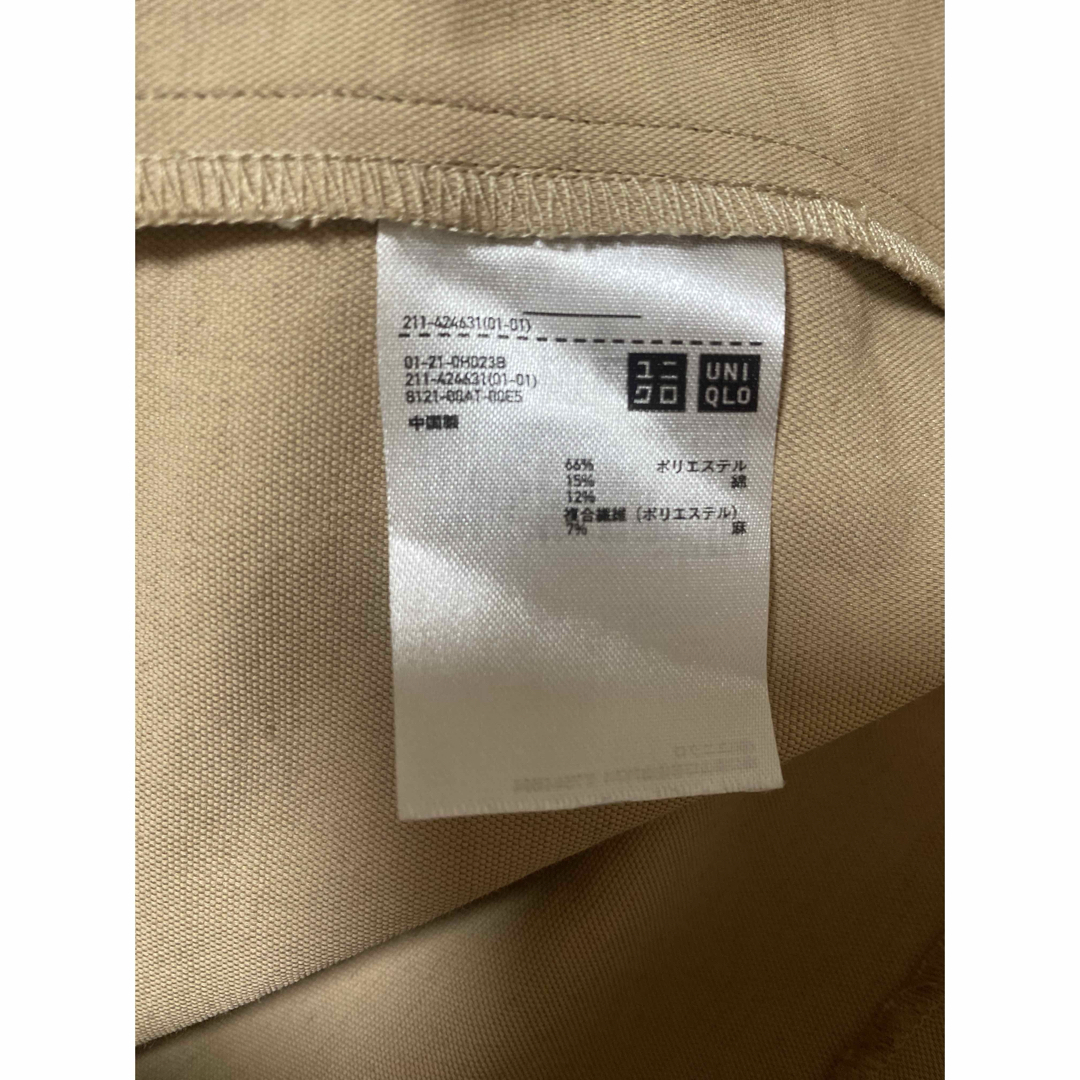 211-424631(01-01)
01-21-0H023B
211-424631(01-01)
8121-00AT-00E5
中国製
ユニ
クロ
UNI
QLO
66% ポリエステル
15% 綿
12%
複合繊維(ポリエステル)
7% 麻